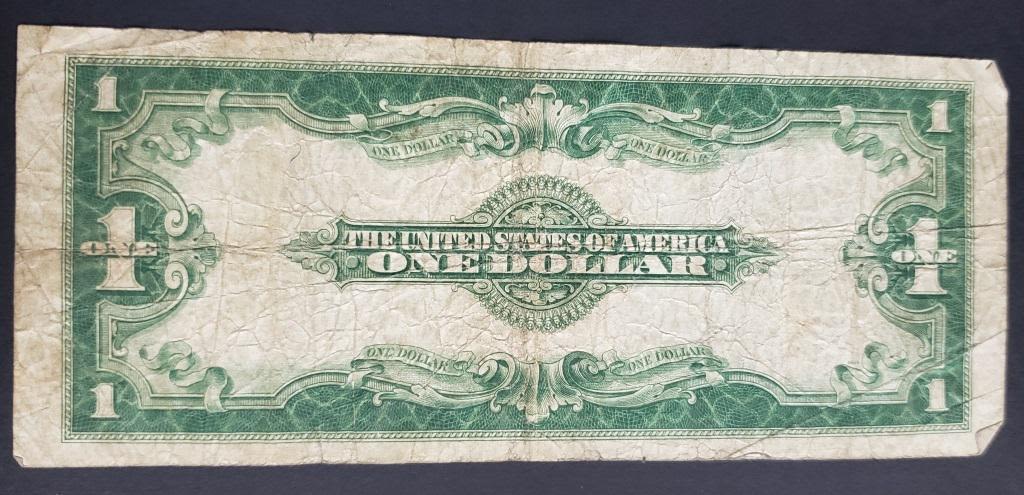 1 1
ONE DOLLAR ONE DOLLAR
THE UNITED STATES OF AMERICA
1 ONE ONE DOLLAR 1 ONE
ONE DOLLAR ONE DOLLAR
1 1